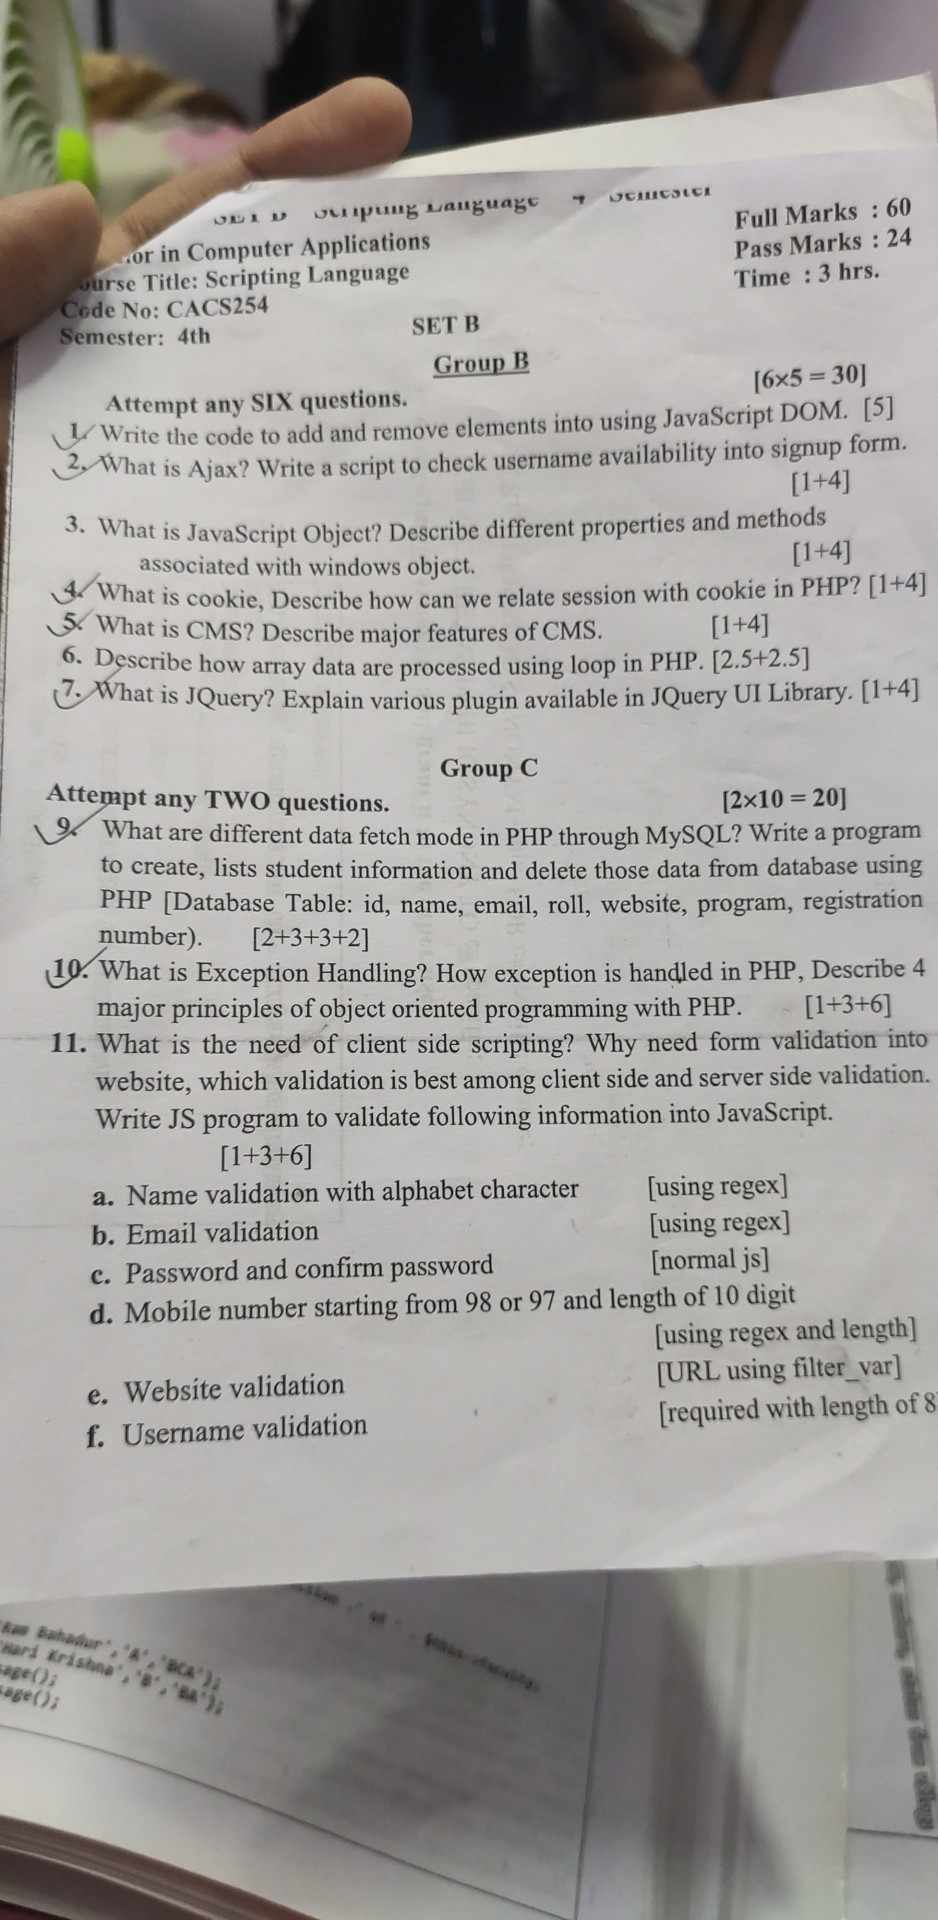 Scripting Language 4 Semester
or in Computer Applications
Full Marks : 60
Course Title: Scripting Language
Pass Marks : 24
Code No: CACS254
Time : 3 hrs.
Semester: 4th
SET B
Group B
Attempt any SIX questions. [6×5 = 30]
1. Write the code to add and remove elements into using JavaScript DOM. [5]
2. What is Ajax? Write a script to check username availability into signup form.
[1+4]
3. What is JavaScript Object? Describe different properties and methods
associated with windows object. [1+4]
4. What is cookie, Describe how can we relate session with cookie in PHP? [1+4]
5. What is CMS? Describe major features of CMS. [1+4]
6. Describe how array data are processed using loop in PHP. [2.5+2.5]
7. What is JQuery? Explain various plugin available in JQuery UI Library. [1+4]
Group C
Attempt any TWO questions. [2×10 = 20]
9. What are different data fetch mode in PHP through MySQL? Write a program
to create, lists student information and delete those data from database using
PHP [Database Table: id, name, email, roll, website, program, registration
number). [2+3+3+2]
10. What is Exception Handling? How exception is handled in PHP, Describe 4
major principles of object oriented programming with PHP. [1+3+6]
11. What is the need of client side scripting? Why need form validation into
website, which validation is best among client side and server side validation.
Write JS program to validate following information into JavaScript.
[1+3+6]
a. Name validation with alphabet character [using regex]
b. Email validation [using regex]
c. Password and confirm password [normal js]
d. Mobile number starting from 98 or 97 and length of 10 digit
[using regex and length]
e. Website validation [URL using filter_var]
f. Username validation [required with length of 8
Ram Bahadur','A','BCA');
Hari Krishna','B','BA');
sage();
sage();